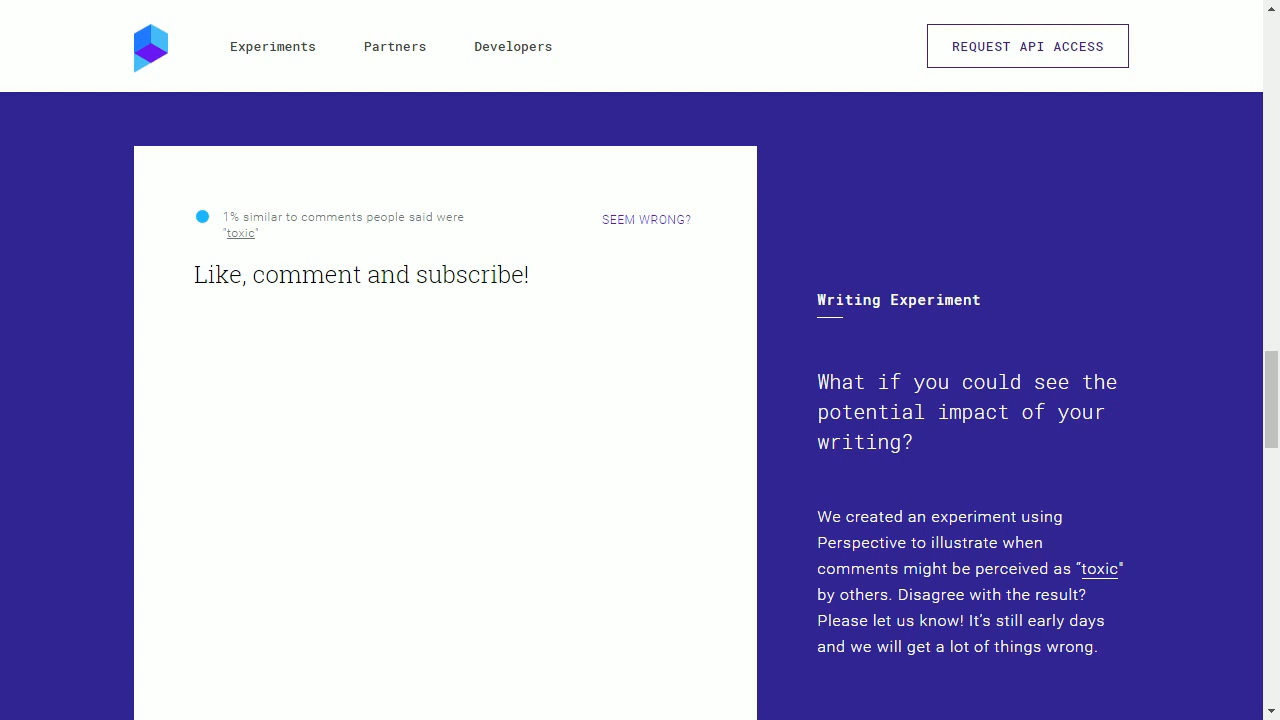 Experiments Partners Developers REQUEST API ACCESS
1% similar to comments people said were
"toxic"
SEEM WRONG?
Like, comment and subscribe!
Writing Experiment
What if you could see the
potential impact of your
writing?
We created an experiment using
Perspective to illustrate when
comments might be perceived as "toxic"
by others. Disagree with the result?
Please let us know! It's still early days
and we will get a lot of things wrong.